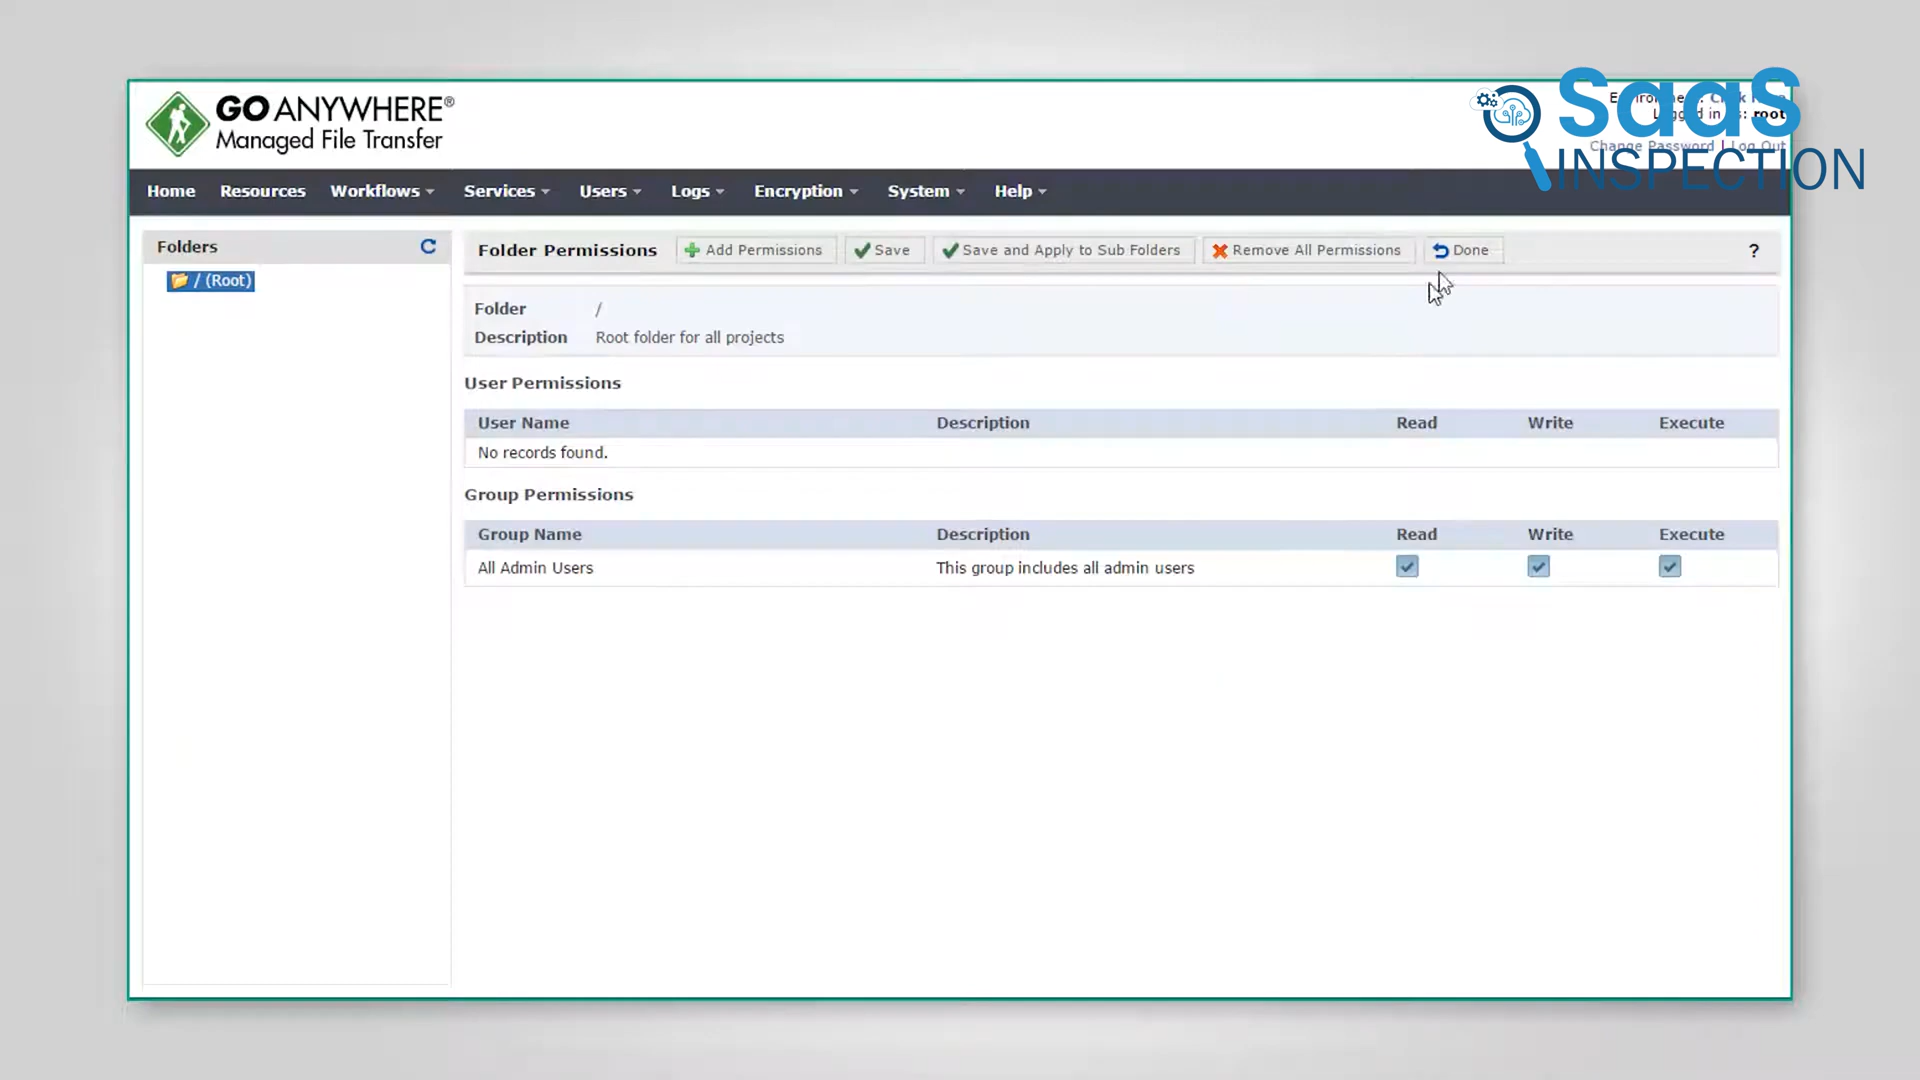 GO ANYWHERE®
Managed File Transfer
SaaS
INSPECTION
root
Change Password | Log Out
Home Resources Workflows Services Users Logs Encryption System Help
Folders
/ (Root)
Folder Permissions Add Permissions Save Save and Apply to Sub Folders Remove All Permissions Done ?
Folder /
Description Root folder for all projects
User Permissions
User Name Description Read Write Execute
No records found.
Group Permissions
Group Name Description Read Write Execute
All Admin Users This group includes all admin users